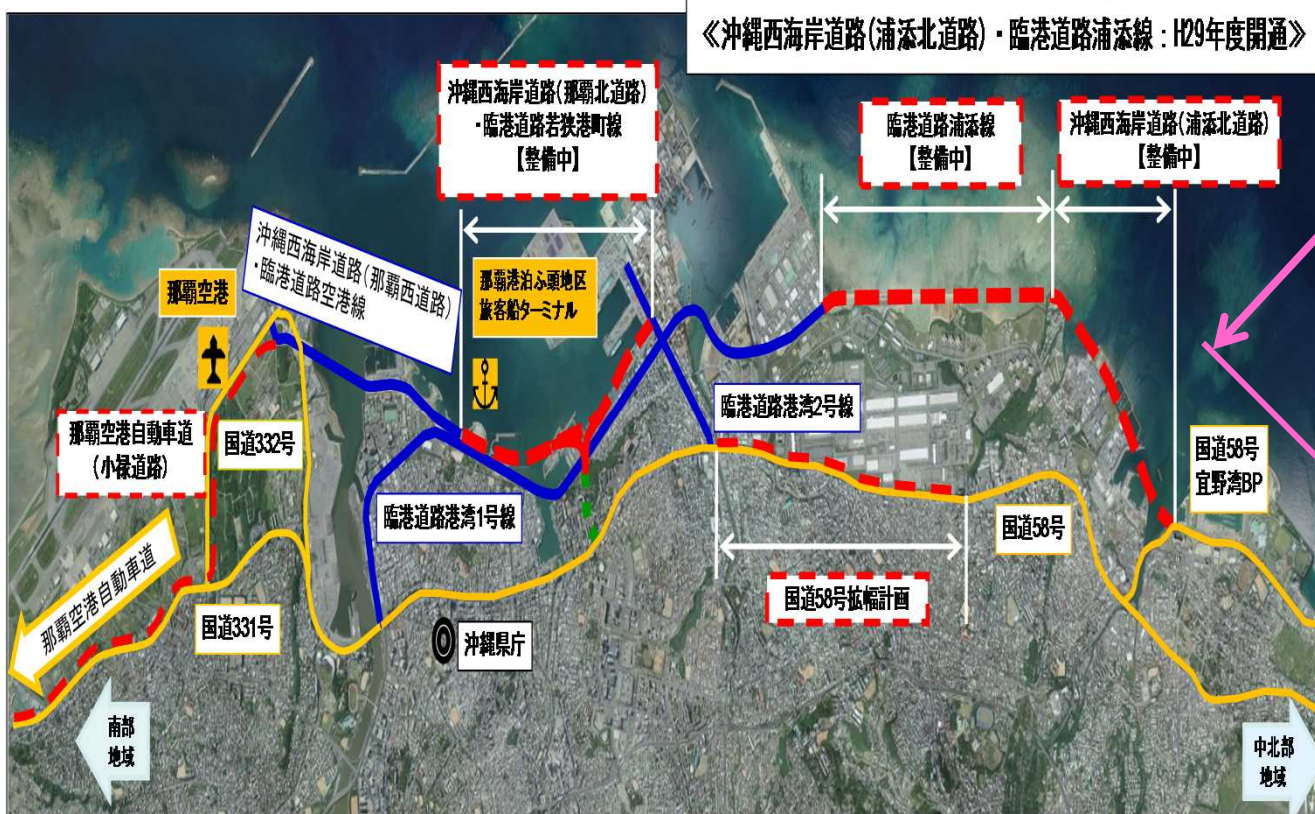 ≪沖縄西海岸道路(浦添北道路)・臨港道路浦添線：H29年度開通≫
沖縄西海岸道路(那覇北道路)
・臨港道路若狭港町線
【整備中】
臨港道路浦添線
【整備中】
沖縄西海岸道路(浦添北道路)
【整備中】
沖縄西海岸道路(那覇西道路)
・臨港道路空港線
那覇空港
那覇港泊ふ頭地区
旅客船ターミナル
那覇空港自動車道
(小禄道路)
国道332号
臨港道路港湾2号線
国道58号
宜野湾BP
臨港道路港湾1号線
国道58号
国道58号拡幅計画
那覇空港自動車道
国道331号
沖縄県庁
南部
地域
中北部
地域